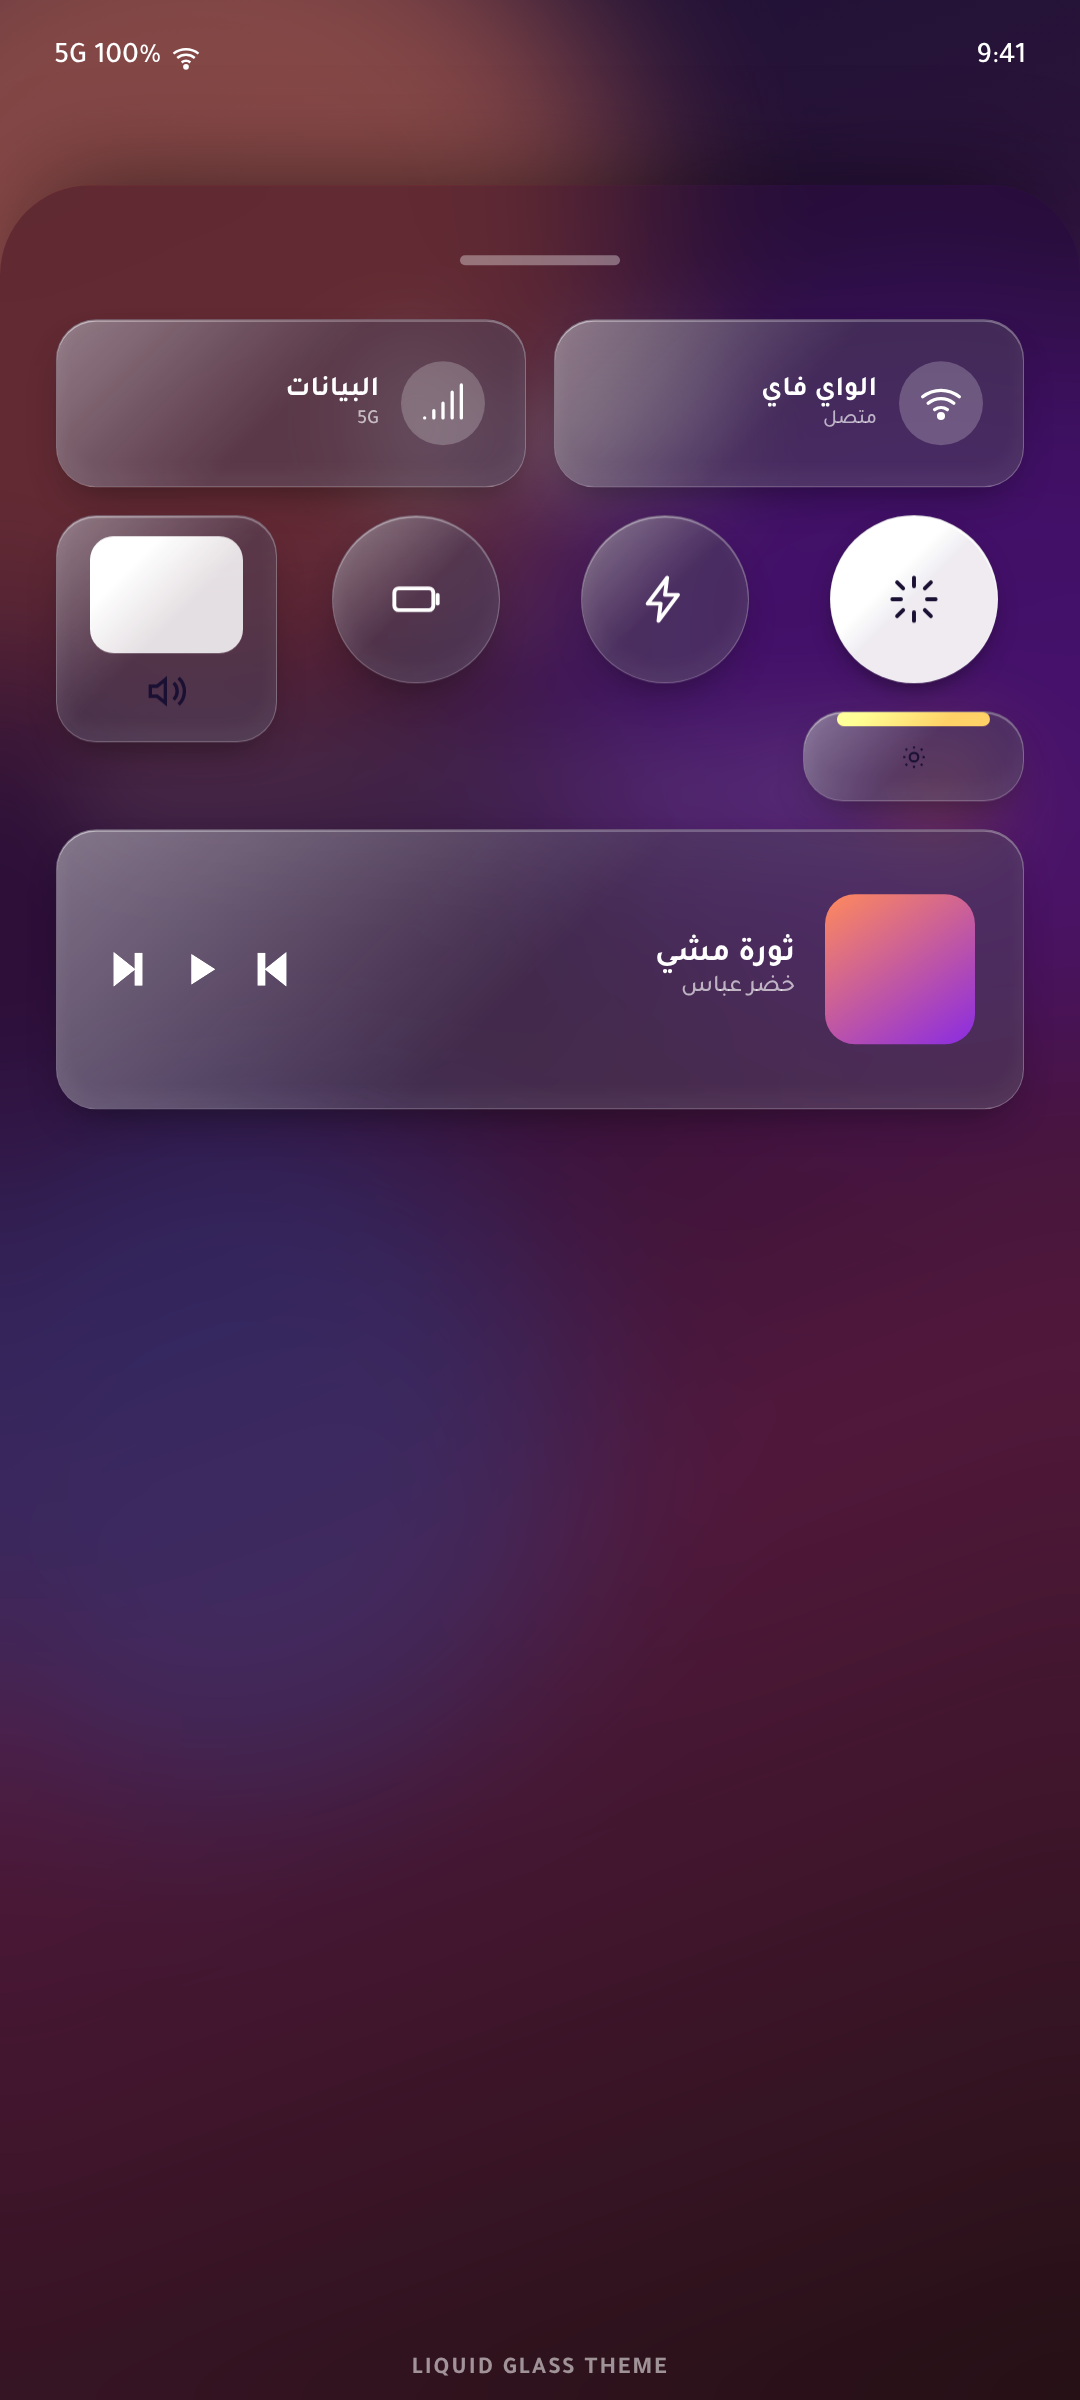 5G 100%
9:41
الواي فاي
متصل
البيانات
5G
ثورة مشي
خضر عباس
LIQUID GLASS THEME